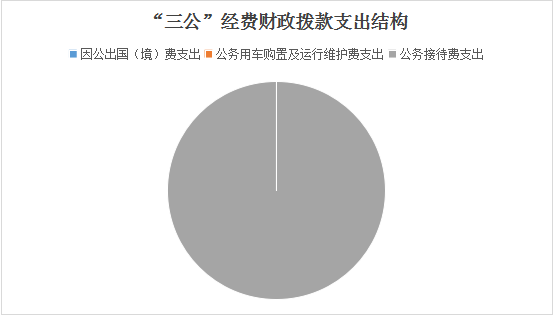 “三公”经费财政拨款支出结构
因公出国（境）费支出 公务用车购置及运行维护费支出 公务接待费支出